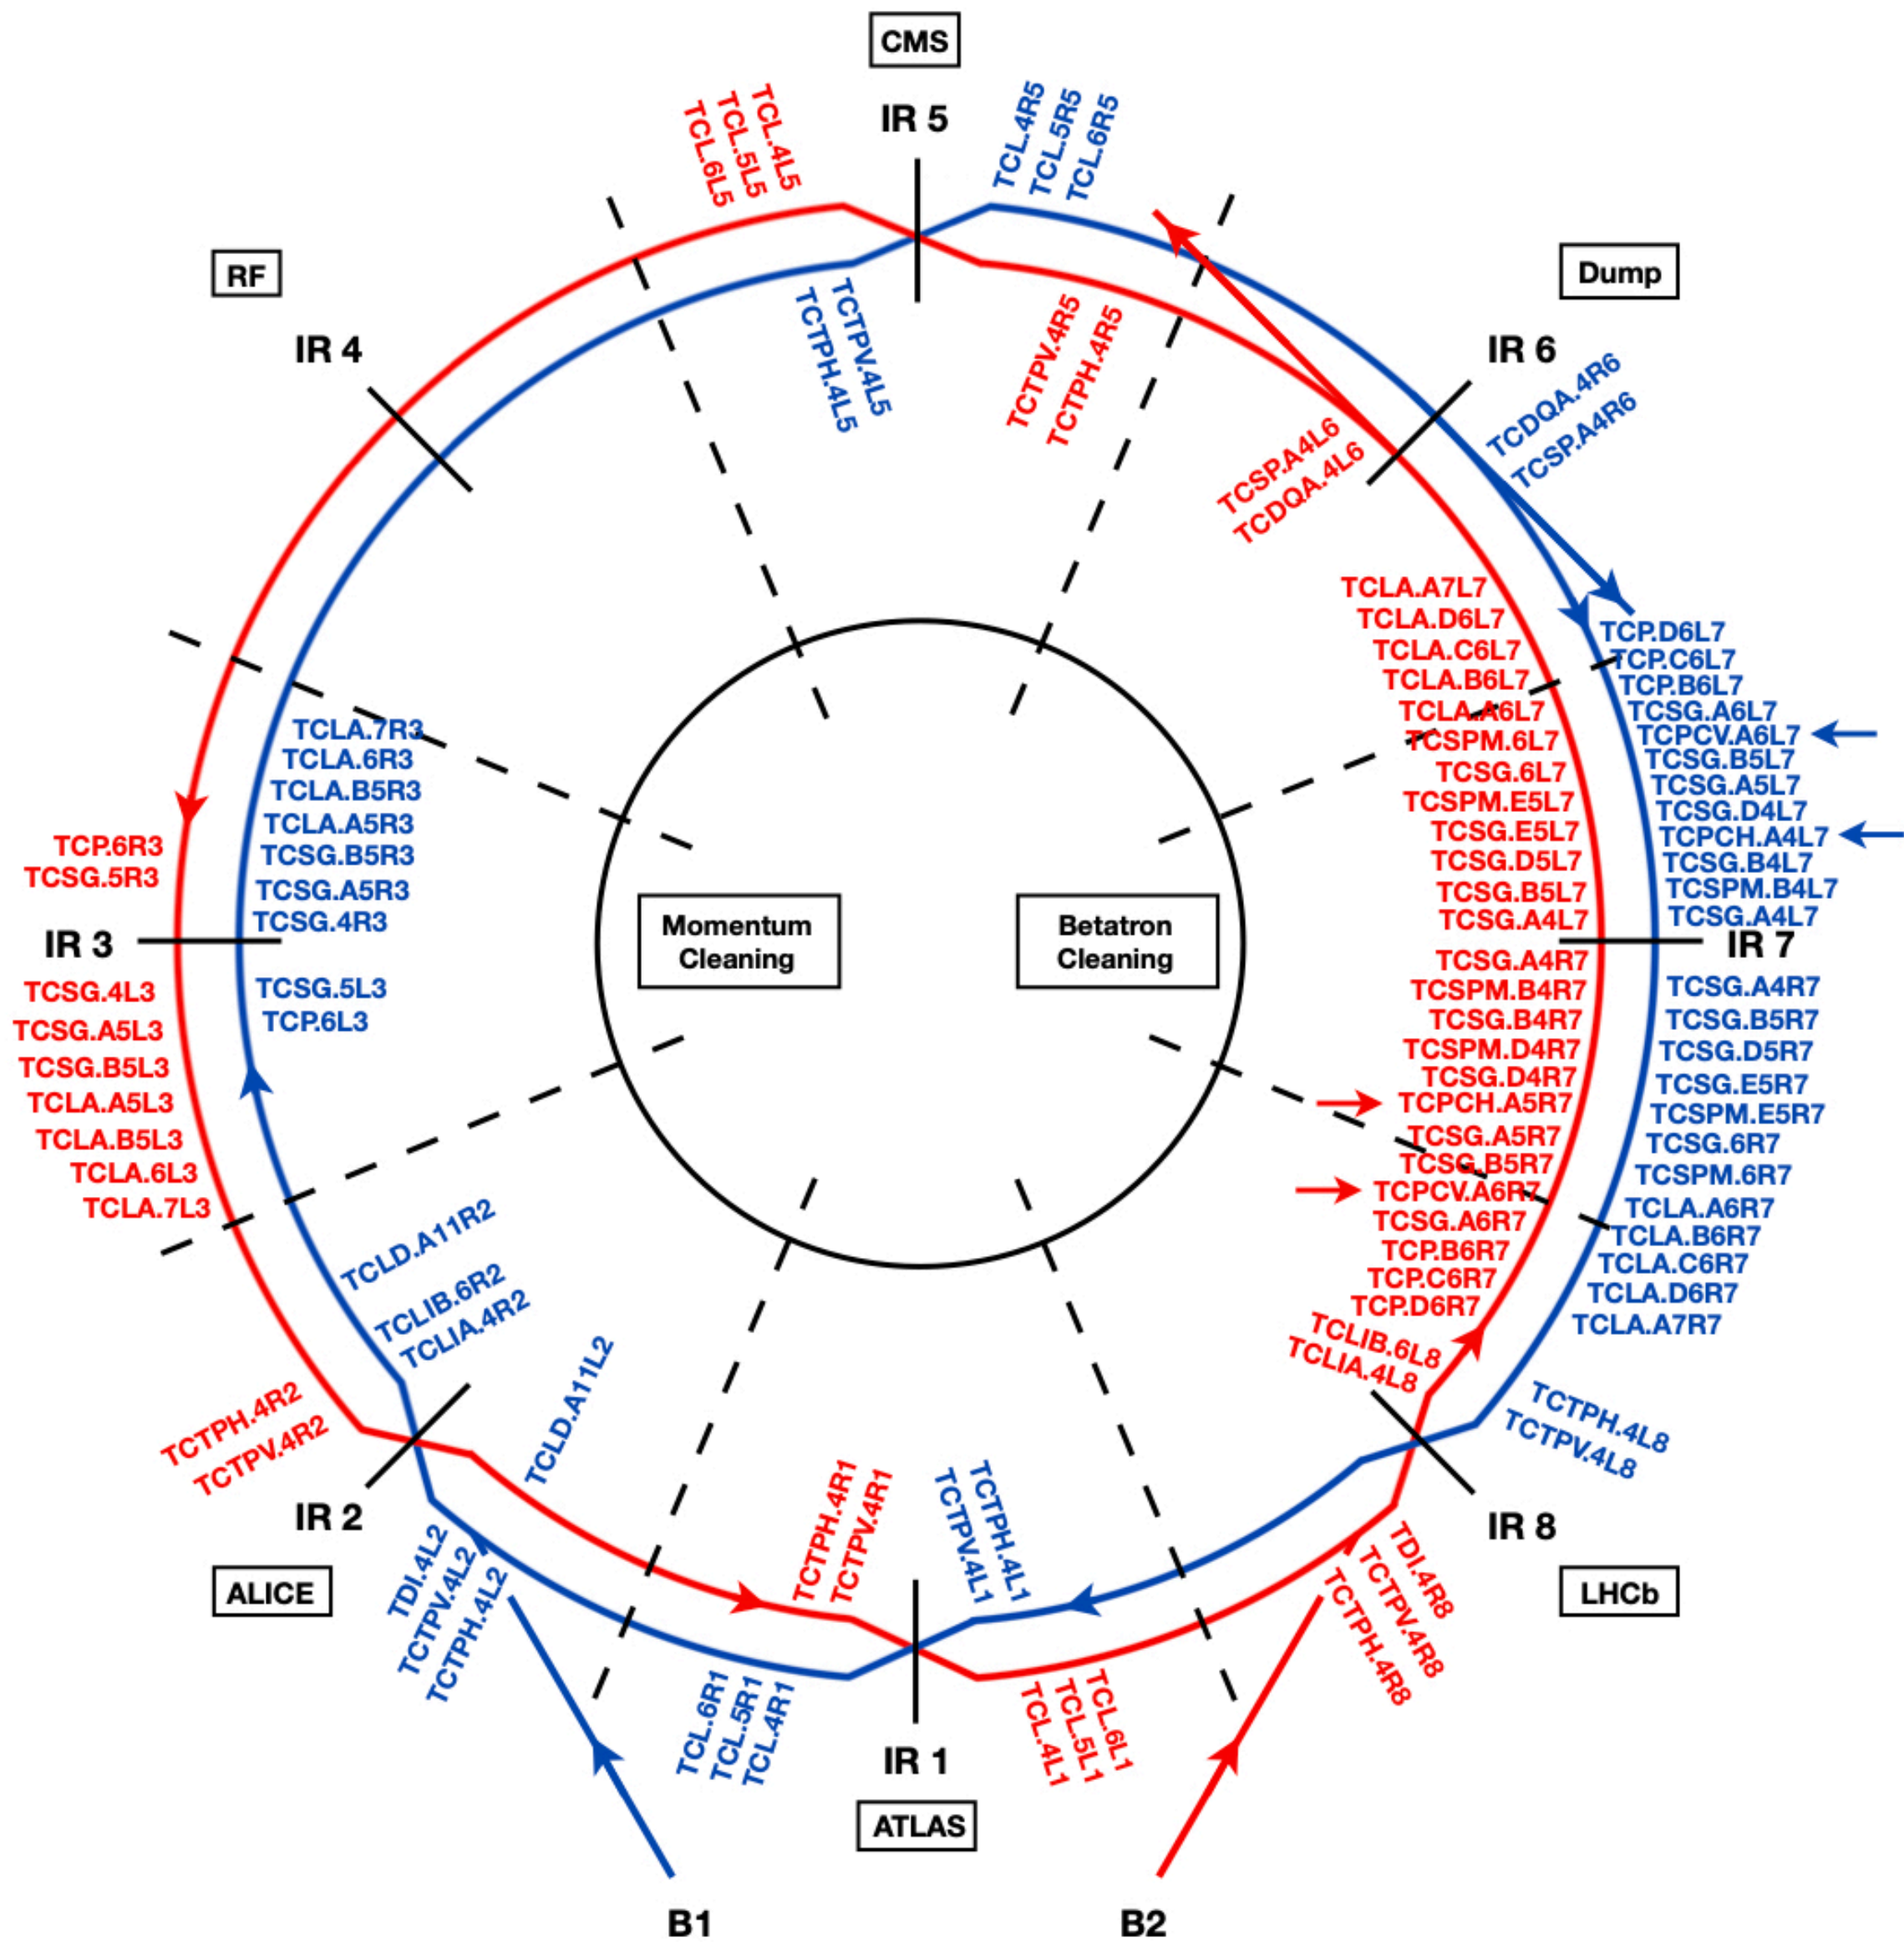 CMS
IR 5
TCL.6L5
TCL.5L5
TCL.4L5
TCL.4R5
TCL.5R5
TCL.6R5
TCTPH.4L5
TCTPV.4L5
TCTPV.4R5
TCTPH.4R5
RF
IR 4
Dump
IR 6
TCDQA.4R6
TCSP.A4R6
TCSP.A4L6
TCDQA.4L6
TCLA.A7L7
TCLA.D6L7
TCLA.C6L7
TCLA.B6L7
TCLA.A6L7
TCSPM.6L7
TCSG.6L7
TCSPM.E5L7
TCSG.E5L7
TCSG.D5L7
TCSG.B5L7
TCSG.A4L7
TCP.D6L7
TCP.C6L7
TCP.B6L7
TCSG.A6L7
TCPCV.A6L7
TCSG.B5L7
TCSG.A5L7
TCSG.D4L7
TCPCH.A4L7
TCSG.B4L7
TCSPM.B4L7
TCSG.A4L7
IR 7
TCLA.7R3
TCLA.6R3
TCLA.B5R3
TCLA.A5R3
TCSG.B5R3
TCSG.A5R3
TCSG.4R3
TCP.6R3
TCSG.5R3
IR 3
Momentum
Cleaning
Betatron
Cleaning
TCSG.4L3
TCSG.A5L3
TCSG.B5L3
TCLA.A5L3
TCLA.B5L3
TCLA.6L3
TCLA.7L3
TCSG.5L3
TCP.6L3
TCSG.A4R7
TCSPM.B4R7
TCSG.B4R7
TCSPM.D4R7
TCSG.D4R7
TCPCH.A5R7
TCSG.A5R7
TCSG.B5R7
TCPCV.A6R7
TCSG.A6R7
TCP.B6R7
TCP.C6R7
TCP.D6R7
TCSG.A4R7
TCSG.B5R7
TCSG.D5R7
TCSG.E5R7
TCSPM.E5R7
TCSG.6R7
TCSPM.6R7
TCLA.A6R7
TCLA.B6R7
TCLA.C6R7
TCLA.D6R7
TCLA.A7R7
TCLIB.6L8
TCLIA.4L8
TCTPH.4L8
TCTPV.4L8
IR 8
LHCb
TDI.4R8
TCTPV.4R8
TCTPH.4R8
TCLD.A11R2
TCLIB.6R2
TCLIA.4R2
TCTPH.4R2
TCTPV.4R2
TCLD.A11L2
IR 2
ALICE
TDI.4L2
TCTPV.4L2
TCTPH.4L2
TCTPH.4R1
TCTPV.4R1
TCTPV.4L1
TCTPH.4L1
TCL.6R1
TCL.5R1
TCL.4R1
TCL.4L1
TCL.5L1
TCL.6L1
IR 1
ATLAS
B1
B2